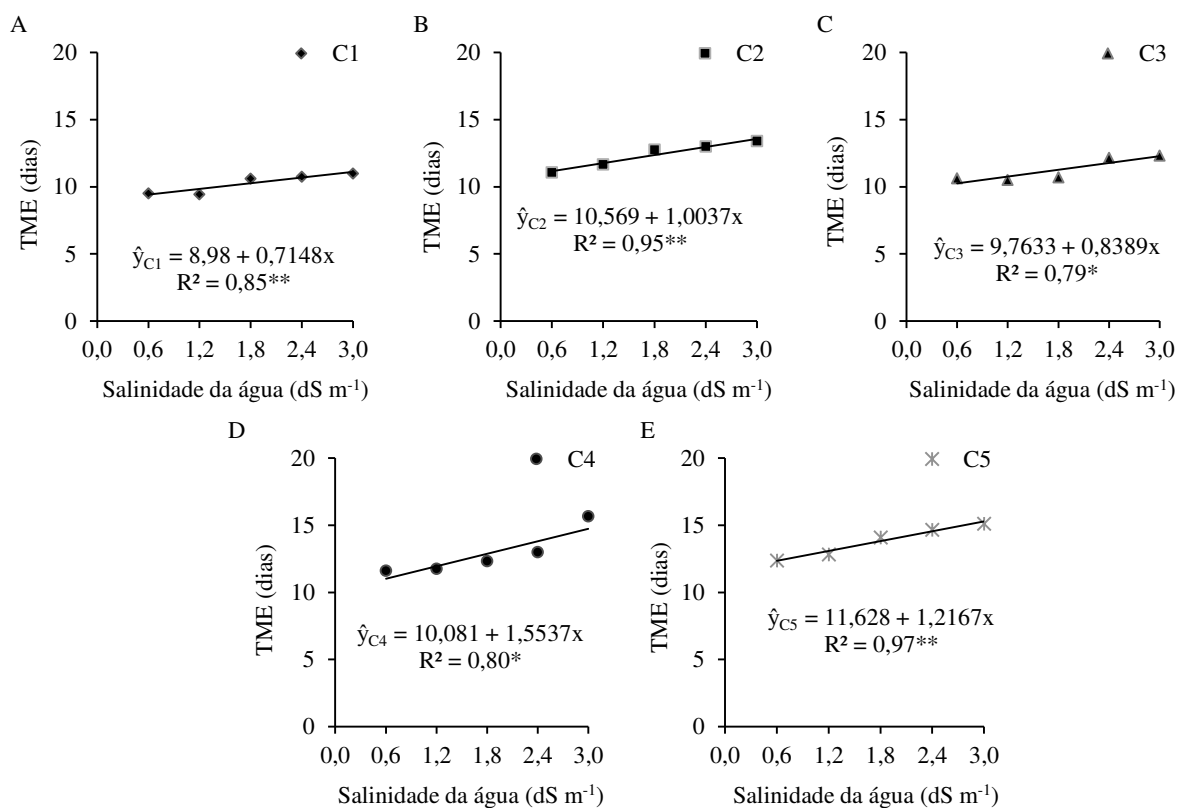 A
C1
TME (dias)
20
15
10
5
0
ŷC1 = 8,98 + 0,7148x
R² = 0,85**
0,0 0,6 1,2 1,8 2,4 3,0
Salinidade da água (dS m-1)
B
C2
TME (dias)
20
15
10
5
0
ŷC2 = 10,569 + 1,0037x
R² = 0,95**
0,0 0,6 1,2 1,8 2,4 3,0
Salinidade da água (dS m-1)
C
C3
TME (dias)
20
15
10
5
0
ŷC3 = 9,7633 + 0,8389x
R² = 0,79*
0,0 0,6 1,2 1,8 2,4 3,0
Salinidade da água (dS m-1)
D
C4
TME (dias)
20
15
10
5
0
ŷC4 = 10,081 + 1,5537x
R² = 0,80*
0,0 0,6 1,2 1,8 2,4 3,0
Salinidade da água (dS m-1)
E
C5
TME (dias)
20
15
10
5
0
ŷC5 = 11,628 + 1,2167x
R² = 0,97**
0,0 0,6 1,2 1,8 2,4 3,0
Salinidade da água (dS m-1)